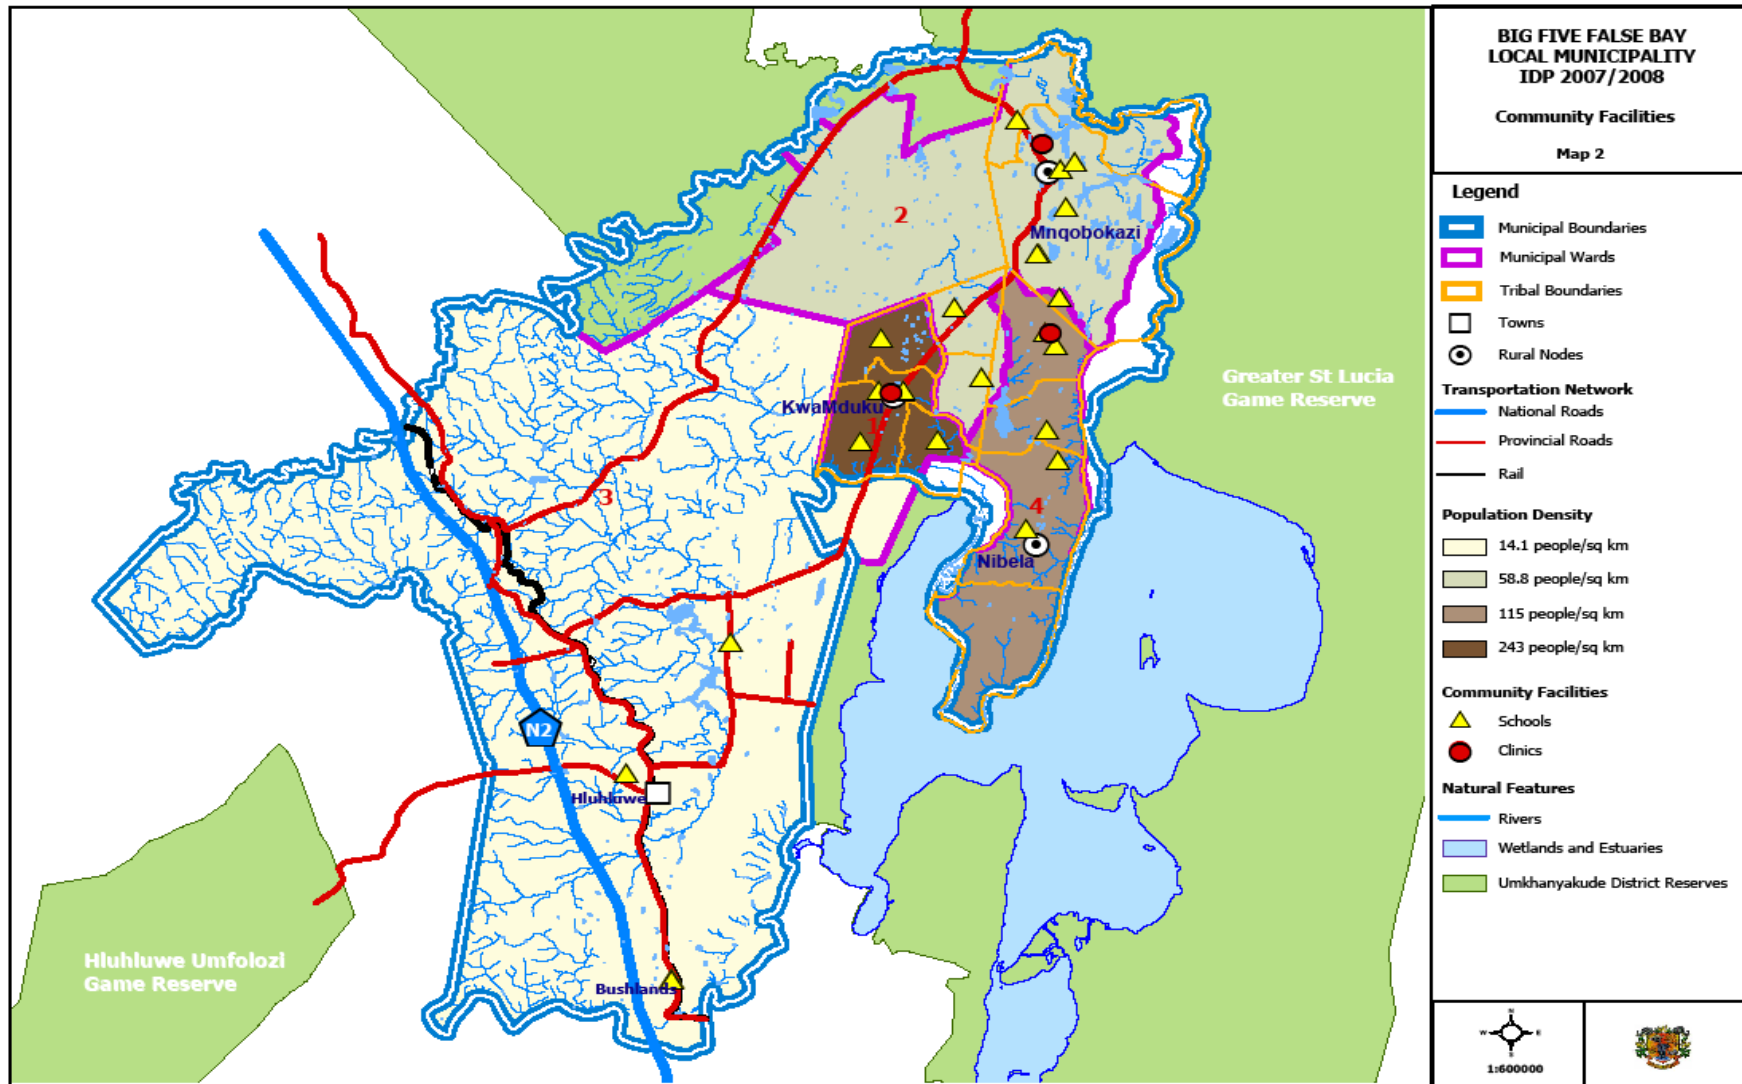 BIG FIVE FALSE BAY
LOCAL MUNICIPALITY
IDP 2007/2008
Community Facilities
Map 2
Legend
Municipal Boundaries
Municipal Wards
Tribal Boundaries
Towns
Rural Nodes
Transportation Network
National Roads
Provincial Roads
Rail
Population Density
14.1 people/sq km
58.8 people/sq km
115 people/sq km
243 people/sq km
Community Facilities
Schools
Clinics
Natural Features
Rivers
Wetlands and Estuaries
Umkhanyakude District Reserves
N
W E
S
1:600000
2
Mnqobokazi
Greater St Lucia
Game Reserve
KwaMduku
1
3
4
Nibela
N2
Hluhluwe
Hluhluwe Umfolozi
Game Reserve
Bushlands